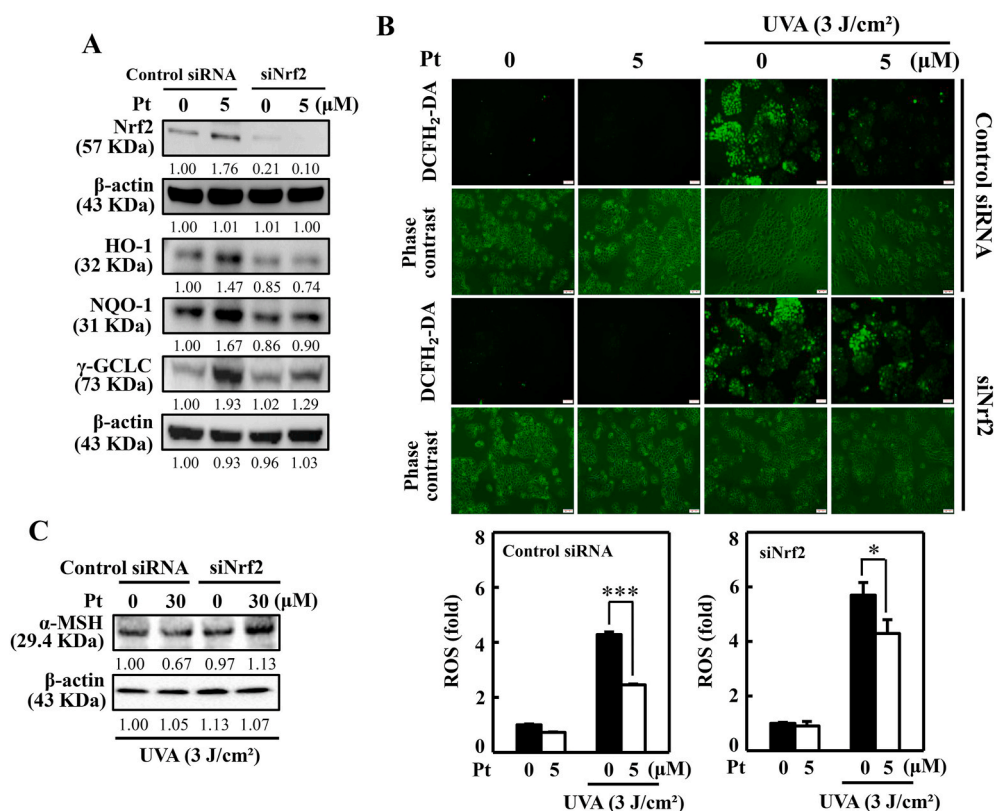 A
Control siRNA siNrf2
Pt 0 5 0 5 (μM)
Nrf2
(57 KDa)
1.00 1.76 0.21 0.10
β-actin
(43 KDa)
1.00 1.01 1.01 1.00
HO-1
(32 KDa)
1.00 1.47 0.85 0.74
NQO-1
(31 KDa)
1.00 1.67 0.86 0.90
γ-GCLC
(73 KDa)
1.00 1.93 1.02 1.29
β-actin
(43 KDa)
1.00 0.93 0.96 1.03
B
UVA (3 J/cm²)
Pt 0 5 0 5 (μM)
DCFH₂-DA
Phase
contrast
Control siRNA
DCFH₂-DA
Phase
contrast
siNrf2
Control siRNA
ROS (fold)
8
6
4
2
0
***
Pt 0 5 0 5 (μM)
UVA (3 J/cm²)
siNrf2
ROS (fold)
8
6
4
2
0
*
Pt 0 5 0 5 (μM)
UVA (3 J/cm²)
C
Control siRNA siNrf2
Pt 0 30 0 30 (μM)
α-MSH
(29.4 KDa)
1.00 0.67 0.97 1.13
β-actin
(43 KDa)
1.00 1.05 1.13 1.07
UVA (3 J/cm²)